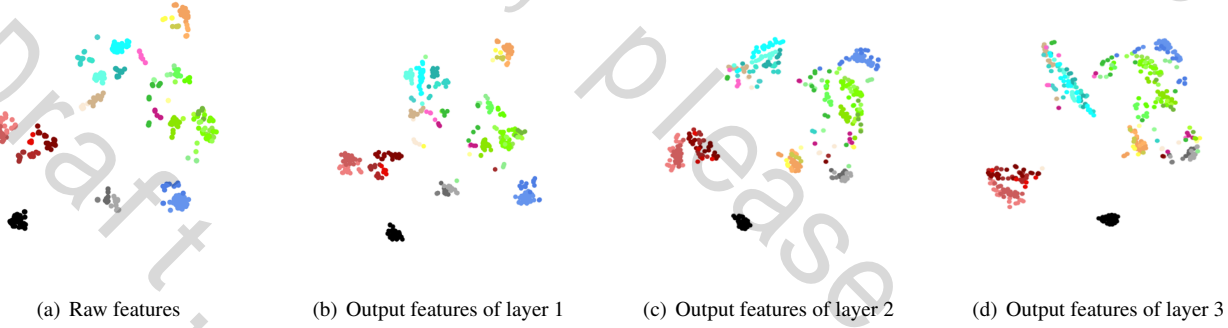 Draft.
y please
(a) Raw features
(b) Output features of layer 1
(c) Output features of layer 2
(d) Output features of layer 3